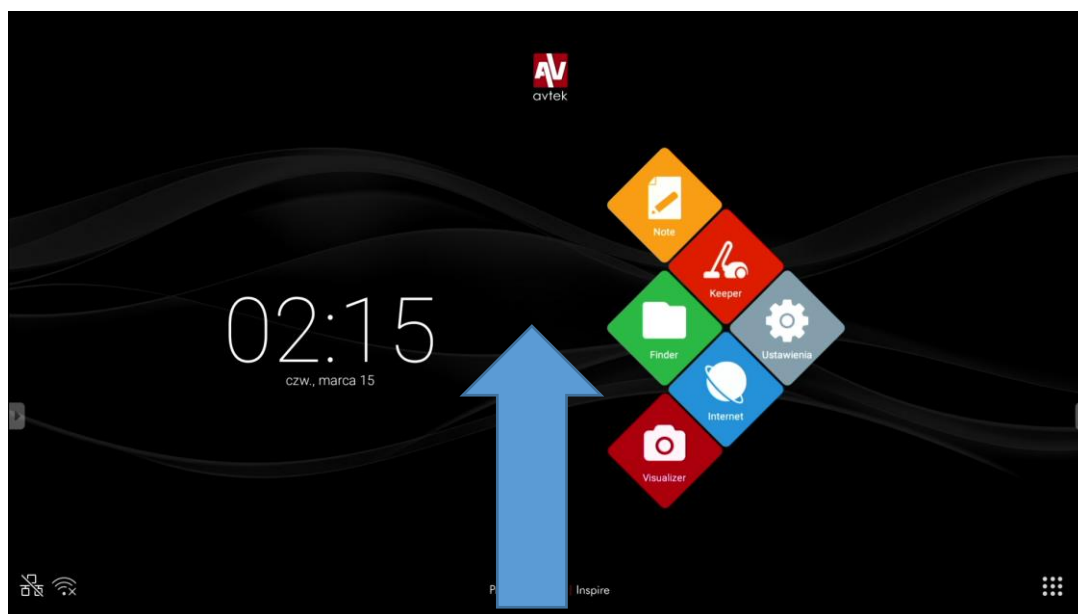 AV
avtek
Note
Keeper
02:15
Finder
Ustawienia
czw., marca 15
Internet
Visualizer
Inspire